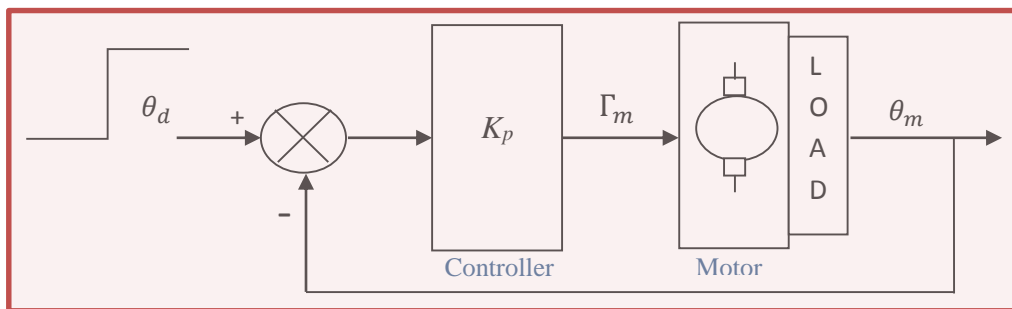 θ_d
+
-
K_p
Controller
Γ_m
Motor
L
O
A
D
θ_m